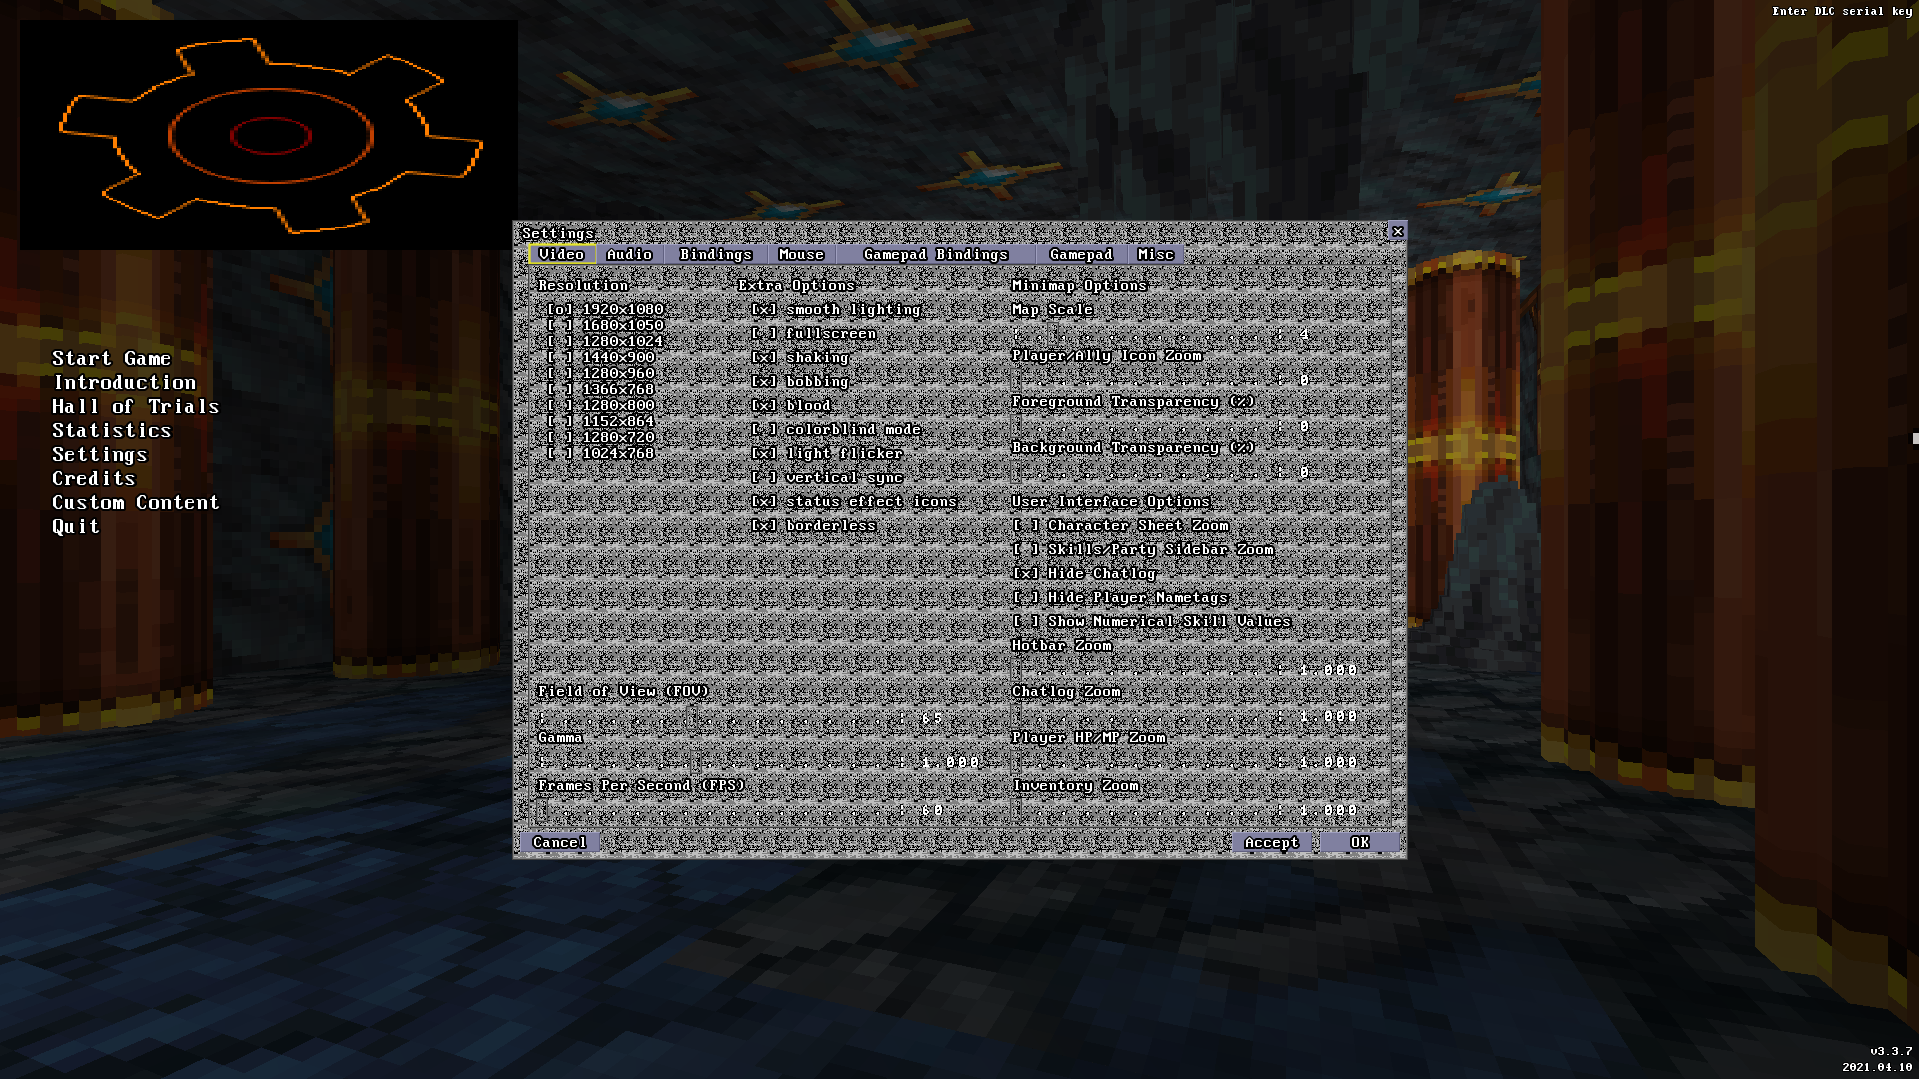 Enter DLC serial key
Settings
x
Video Audio Bindings Mouse Gamepad Bindings Gamepad Misc
Resolution
[o] 1920x1080
[ ] 1680x1050
[ ] 1280x1024
[ ] 1440x900
[ ] 1280x960
[ ] 1366x768
[ ] 1280x800
[ ] 1152x864
[ ] 1280x720
[ ] 1024x768
Extra Options
[x] smooth lighting
[ ] fullscreen
[x] shaking
[x] bobbing
[x] blood
[ ] colorblind mode
[x] light flicker
[ ] vertical sync
[x] status effect icons
[x] borderless
Minimap Options
Map Scale
: 4
Player/Ally Icon Zoom
: 0
Foreground Transparency (%)
: 0
Background Transparency (%)
: 0
User Interface Options
[ ] Character Sheet Zoom
[ ] Skills/Party Sidebar Zoom
[x] Hide Chatlog
[ ] Hide Player Nametags
[ ] Show Numerical Skill Values
Hotbar Zoom
: 1.000
Chatlog Zoom
: 1.000
Player HP/MP Zoom
: 1.000
Inventory Zoom
: 1.000
Field of View (FOV)
: 65
Gamma
: 1.000
Frames Per Second (FPS)
: 60
Cancel
Accept
OK
Start Game
Introduction
Hall of Trials
Statistics
Settings
Credits
Custom Content
Quit
v3.3.7
2021.04.10